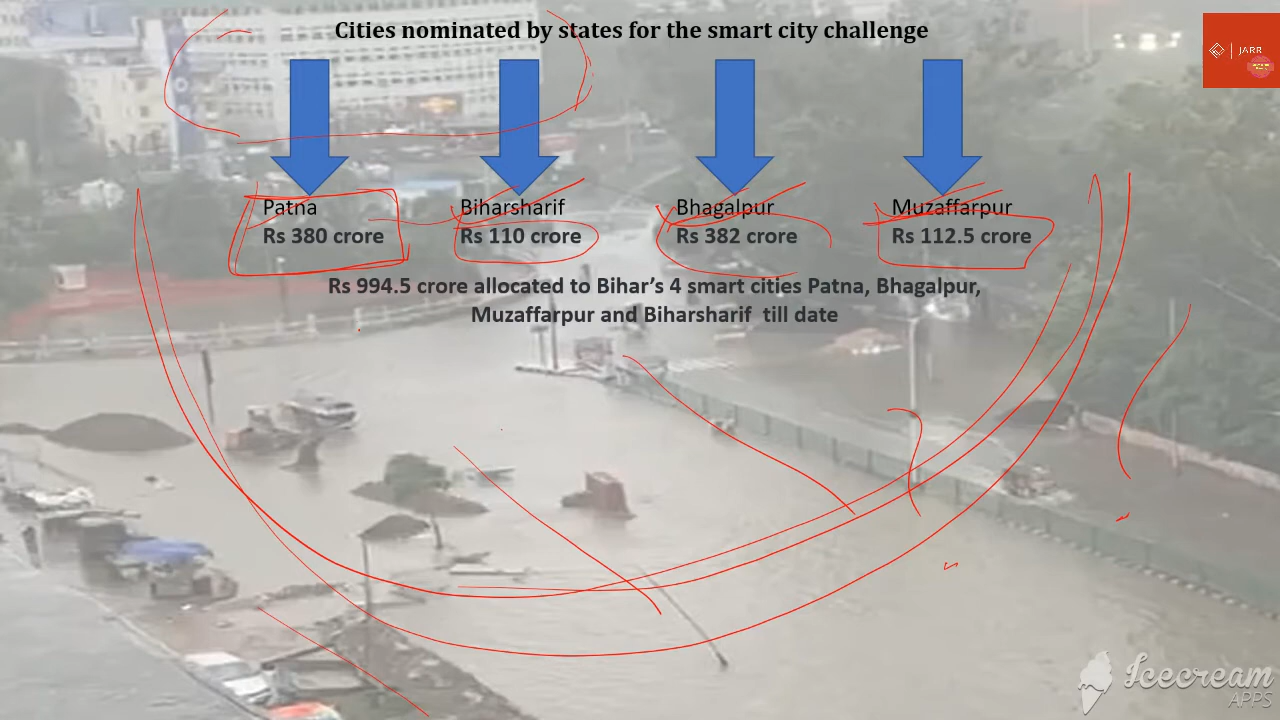 Cities nominated by states for the smart city challenge
JARR
Patna
Rs 380 crore
Biharsharif
Rs 110 crore
Bhagalpur
Rs 382 crore
Muzaffarpur
Rs 112.5 crore
Rs 994.5 crore allocated to Bihar’s 4 smart cities Patna, Bhagalpur,
Muzaffarpur and Biharsharif till date
Icecream
APPS